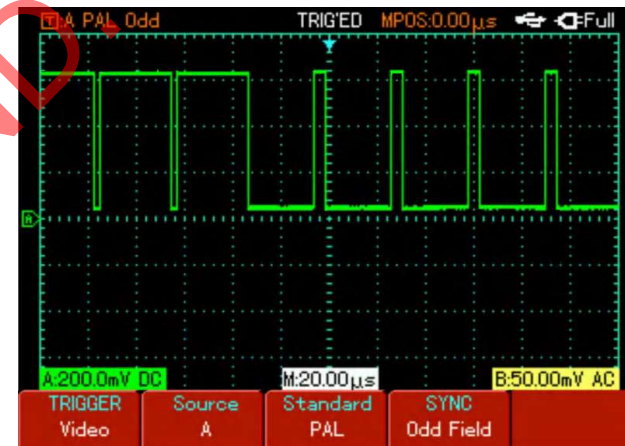 T:A PAL Odd TRIG'ED MPOS:0.00μs Full
A
A:200.0mV DC M:20.00μs B:50.00mV AC
TRIGGER Source Standard SYNC
Video A PAL Odd Field